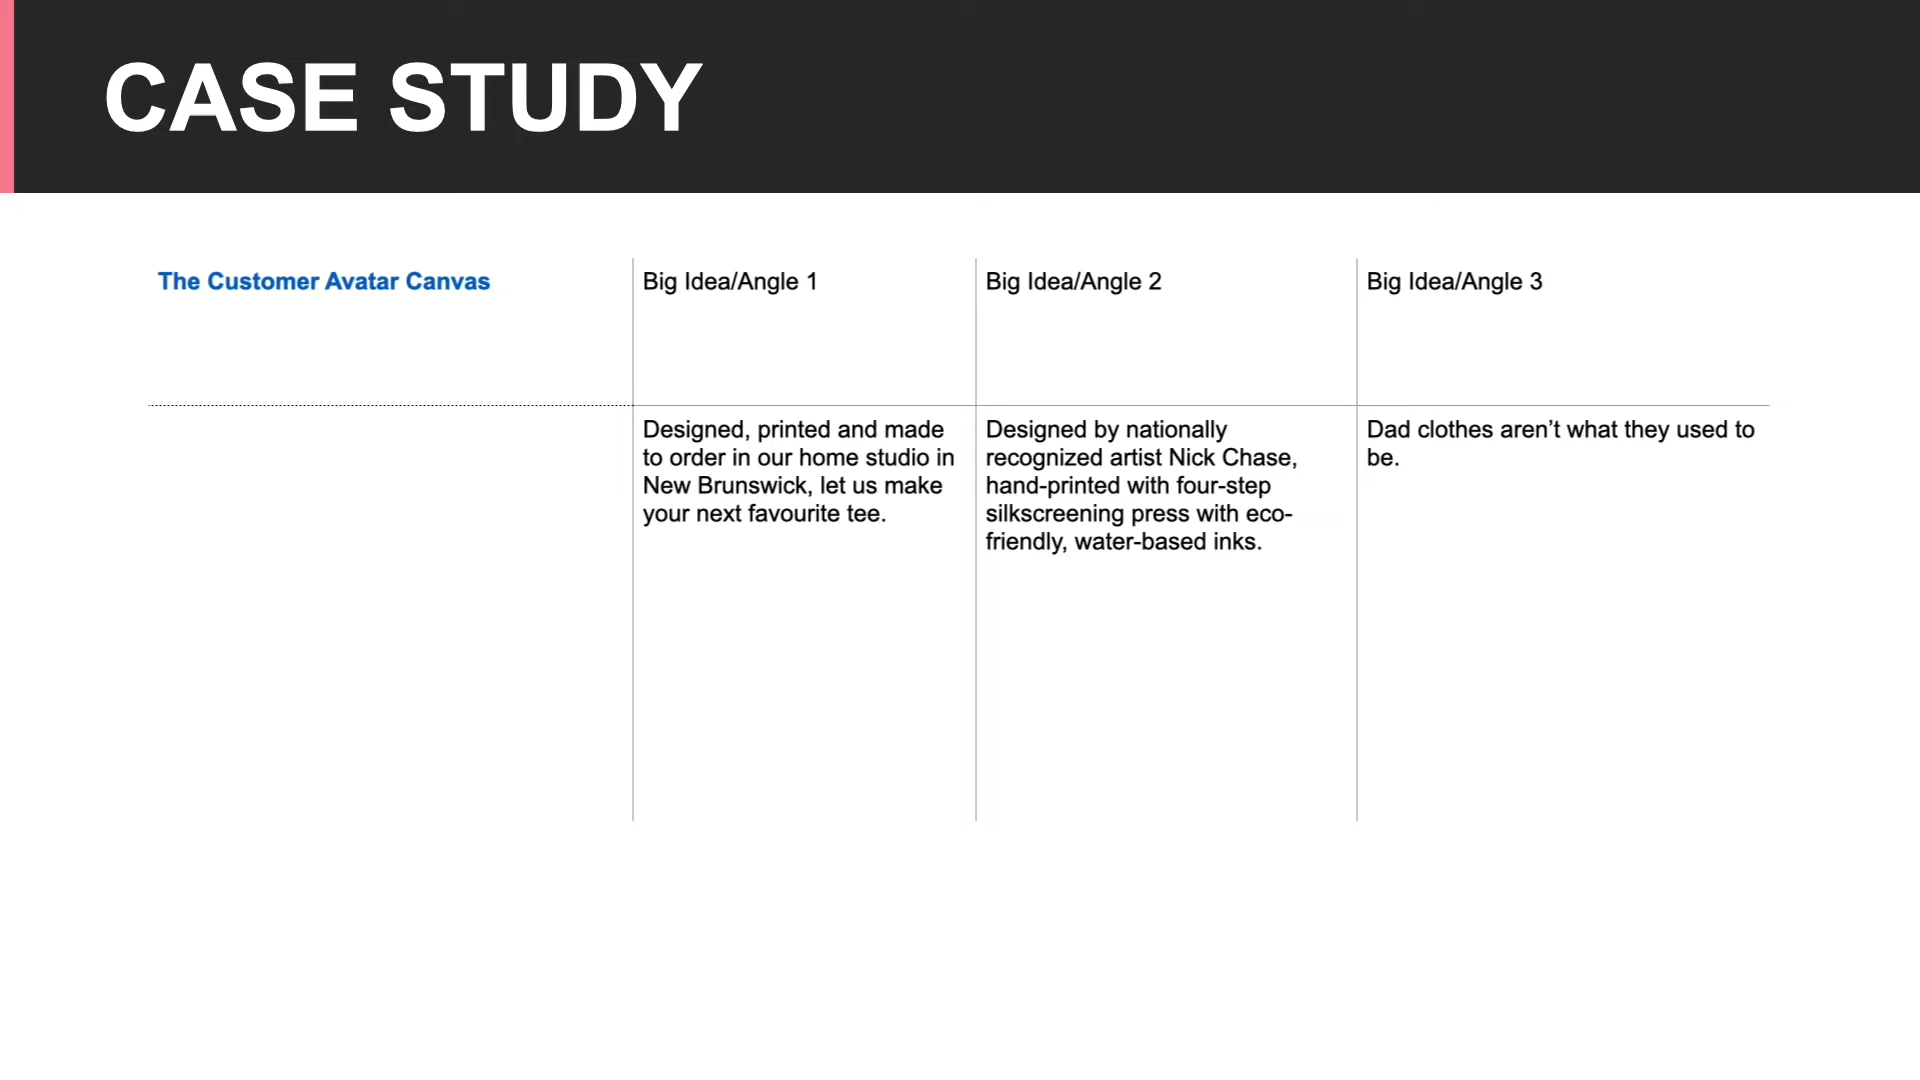 CASE STUDY
The Customer Avatar Canvas
Big Idea/Angle 1
Big Idea/Angle 2
Big Idea/Angle 3
Designed, printed and made
to order in our home studio in
New Brunswick, let us make
your next favourite tee.
Designed by nationally
recognized artist Nick Chase,
hand-printed with four-step
silkscreening press with eco-
friendly, water-based inks.
Dad clothes aren’t what they used to
be.